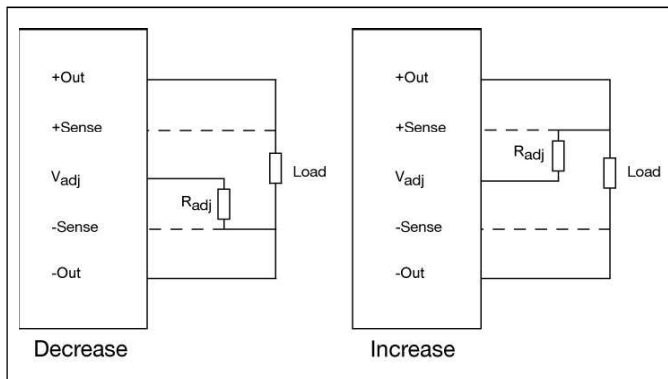 +Out
+Sense
Vadj
-Sense
-Out
Radj
Load
Decrease
+Out
+Sense
Vadj
-Sense
-Out
Radj
Load
Increase